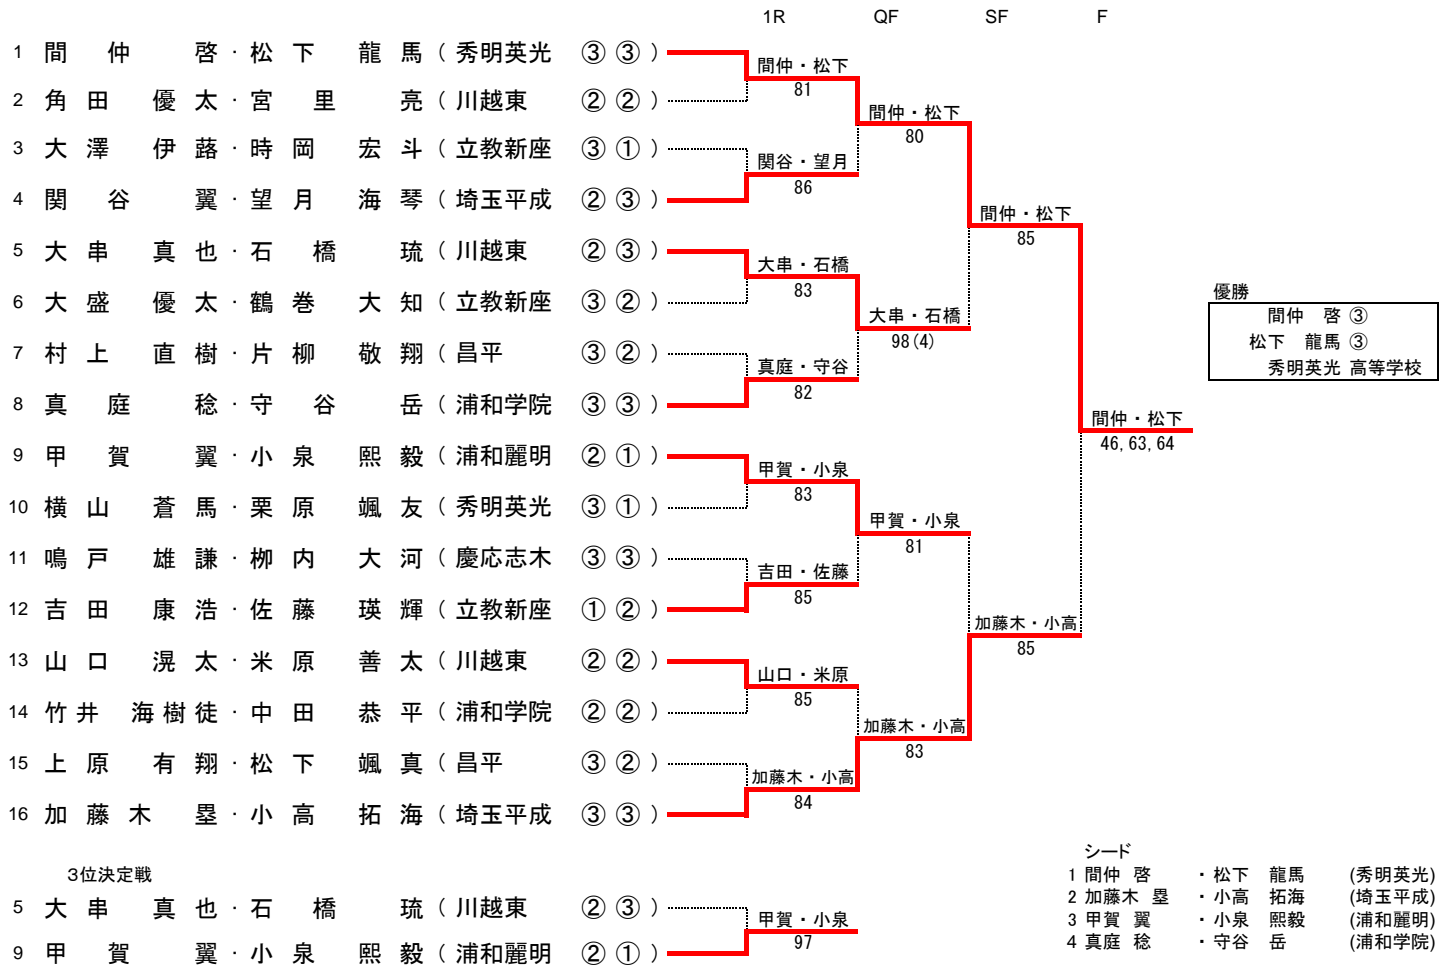 1R QF SF F
1 間仲 啓・松下 龍馬 ( 秀明英光 ③ ③ )
間仲・松下
81
2 角田 優太・宮里 亮 ( 川越東 ② ② )
間仲・松下
80
3 大澤 伊蕗・時岡 宏斗 ( 立教新座 ③ ① )
関谷・望月
86
4 関谷 翼・望月 海琴 ( 埼玉平成 ② ③ )
間仲・松下
85
5 大串 真也・石橋 琉 ( 川越東 ② ③ )
大串・石橋
83
6 大盛 優太・鶴巻 大知 ( 立教新座 ③ ② )
大串・石橋
98(4)
7 村上 直樹・片柳 敬翔 ( 昌平 ③ ② )
真庭・守谷
82
8 真庭 稔・守谷 岳 ( 浦和学院 ③ ③ )
優勝
間仲 啓 ③
松下 龍馬 ③
秀明英光 高等学校
間仲・松下
46, 63, 64
9 甲賀 翼・小泉 熙毅 ( 浦和麗明 ② ① )
甲賀・小泉
83
10 横山 蒼馬・栗原 颯友 ( 秀明英光 ③ ① )
甲賀・小泉
81
11 鳴戸 雄謙・栁内 大河 ( 慶応志木 ③ ③ )
吉田・佐藤
85
12 吉田 康浩・佐藤 瑛輝 ( 立教新座 ① ② )
加藤木・小高
85
13 山口 滉太・米原 善太 ( 川越東 ② ② )
山口・米原
85
14 竹井 海樹徒・中田 恭平 ( 浦和学院 ② ② )
加藤木・小高
83
15 上原 有翔・松下 颯真 ( 昌平 ③ ② )
加藤木・小高
84
16 加藤木 塁・小高 拓海 ( 埼玉平成 ③ ③ )
3位決定戦
5 大串 真也・石橋 琉 ( 川越東 ② ③ )
甲賀・小泉
97
9 甲賀 翼・小泉 熙毅 ( 浦和麗明 ② ① )
シード
1 間仲 啓 ・松下 龍馬 (秀明英光)
2 加藤木 塁 ・小高 拓海 (埼玉平成)
3 甲賀 翼 ・小泉 熙毅 (浦和麗明)
4 真庭 稔 ・守谷 岳 (浦和学院)